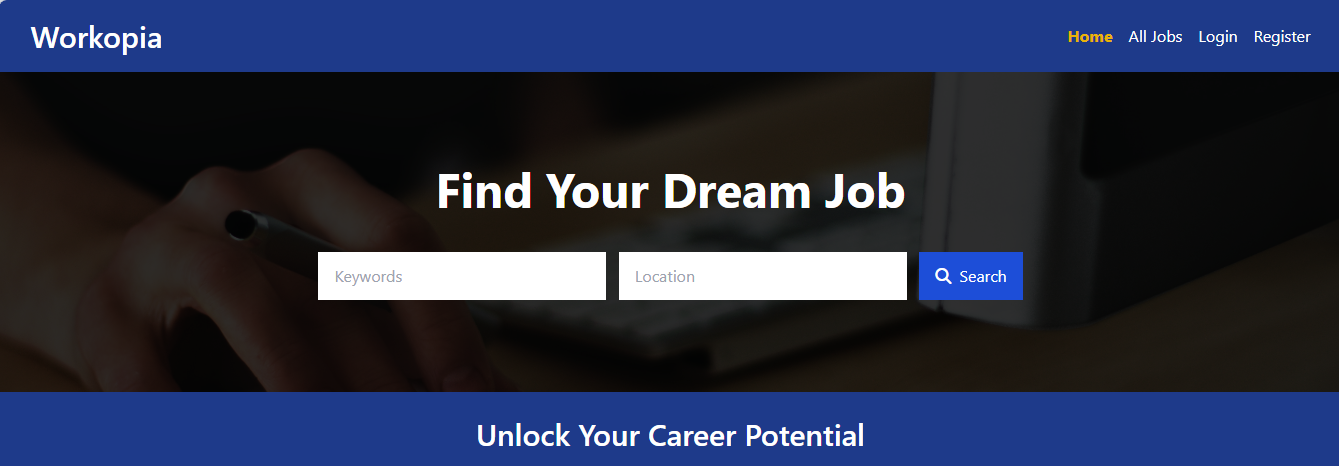 Workopia
Home All Jobs Login Register
Find Your Dream Job
Keywords Location Search
Unlock Your Career Potential